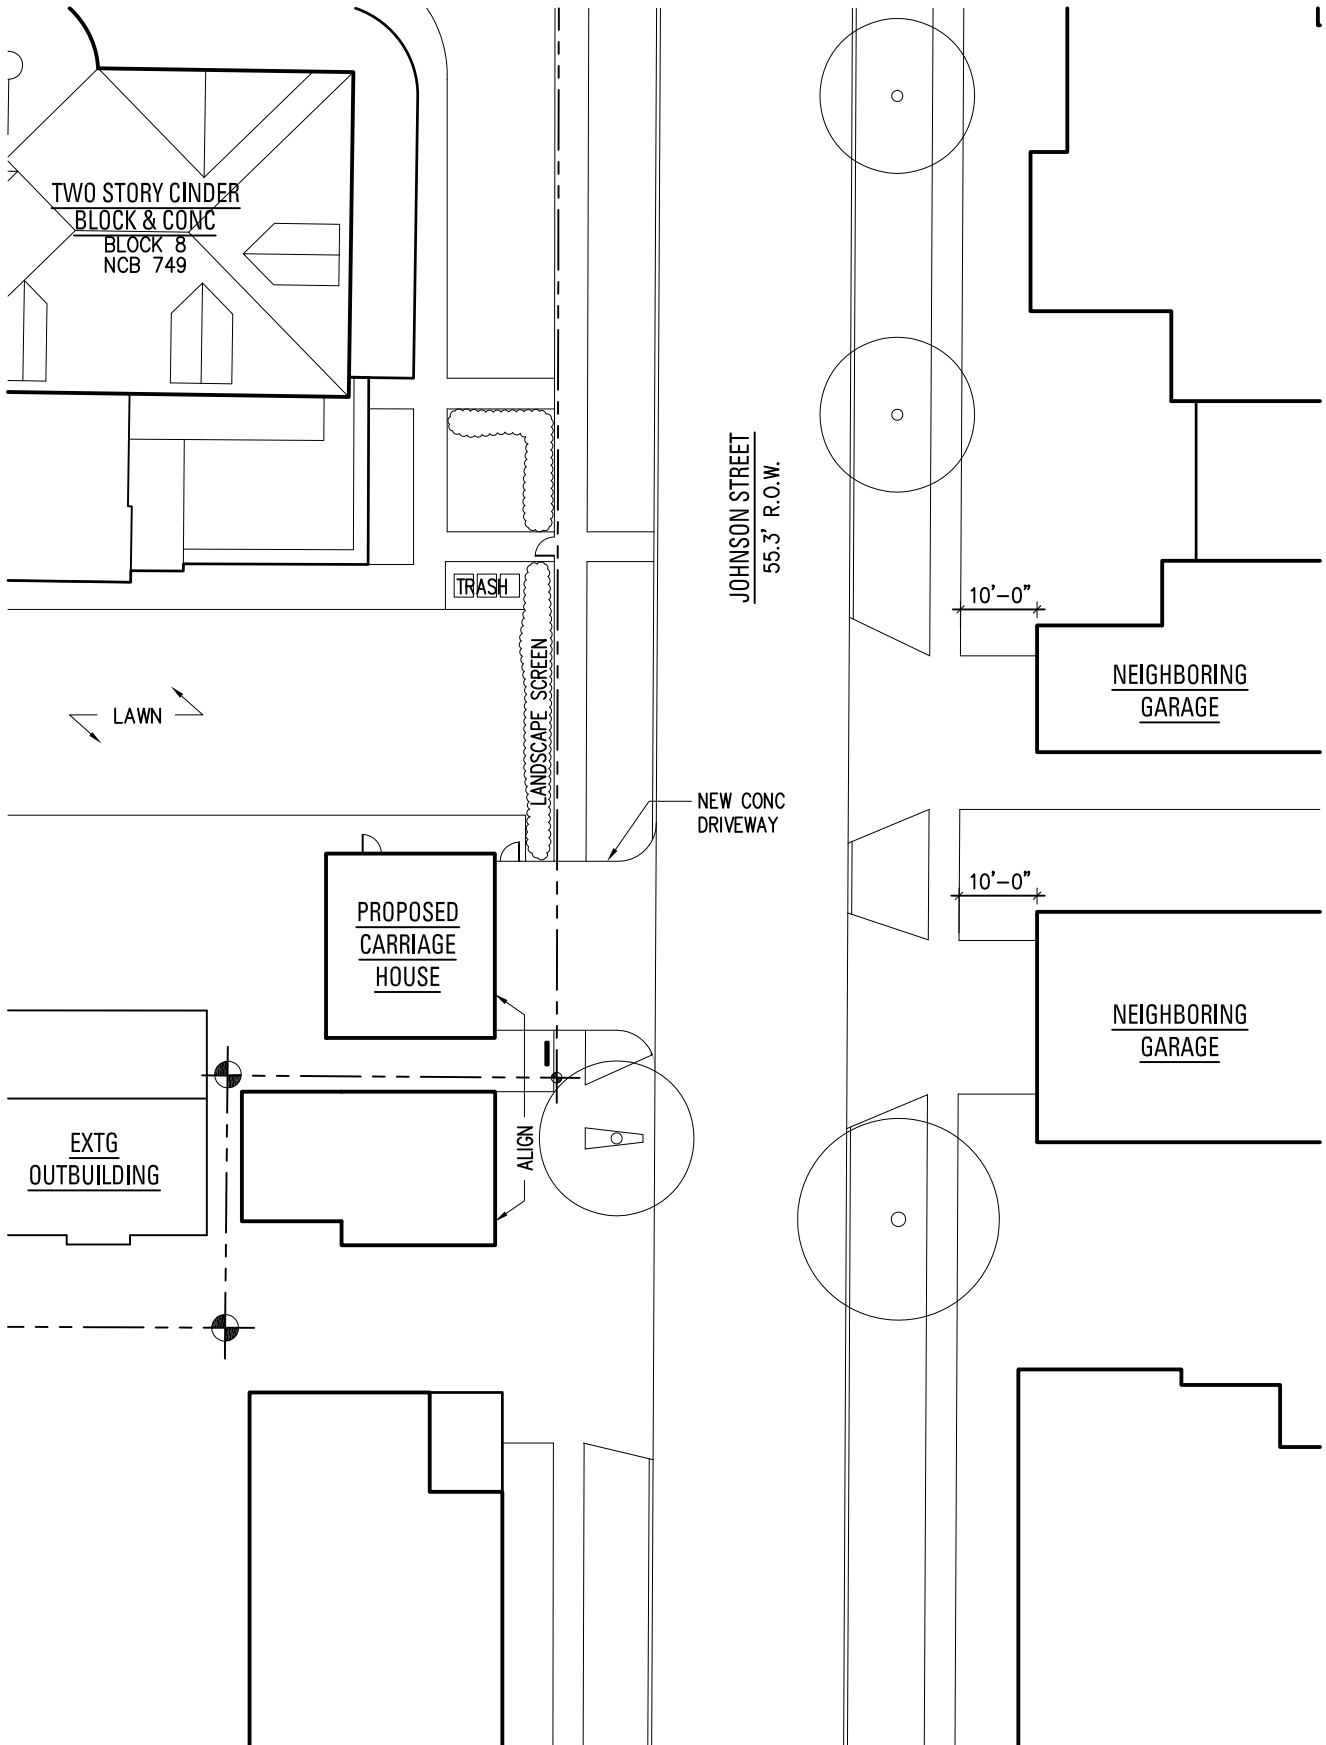 TWO STORY CINDER
BLOCK & CONC
BLOCK 8
NCB 749
JOHNSON STREET
55.3' R.O.W.
TRASH
10'-0"
LANDSCAPE SCREEN
NEIGHBORING
GARAGE
LAWN
NEW CONC
DRIVEWAY
10'-0"
PROPOSED
CARRIAGE
HOUSE
NEIGHBORING
GARAGE
ALIGN
EXTG
OUTBUILDING